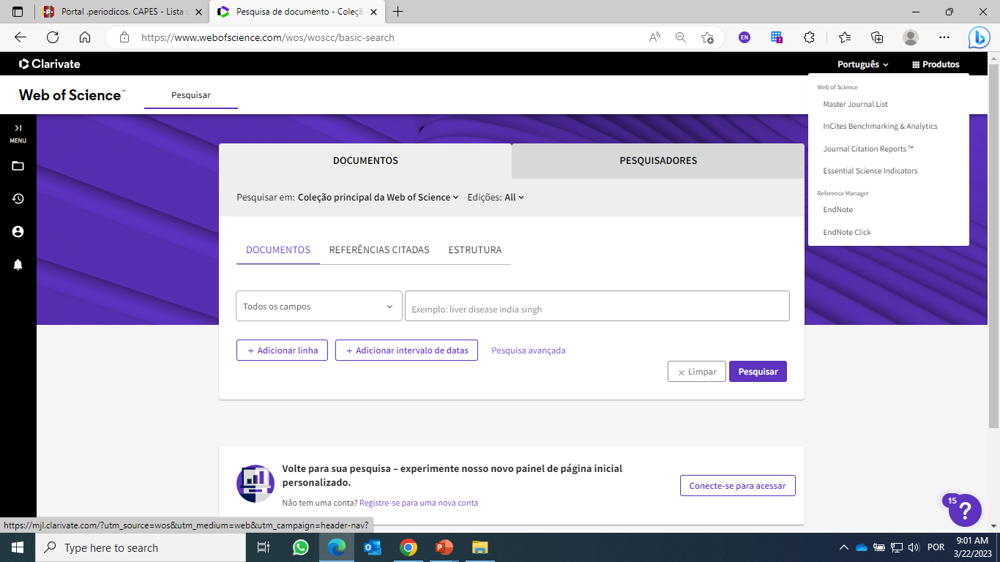 Portal .periodicos. CAPES - Lista
Pesquisa de documento - Coleçã
https://www.webofscience.com/wos/woscc/basic-search
EN
Clarivate
Português
Produtos
Web of Science™
Pesquisar
Web of Science
Master Journal List
InCites Benchmarking & Analytics
Journal Citation Reports ™
Essential Science Indicators
Reference Manager
EndNote
EndNote Click
MENU
DOCUMENTOS
PESQUISADORES
Pesquisar em: Coleção principal da Web of Science Edições: All
DOCUMENTOS REFERÊNCIAS CITADAS ESTRUTURA
Todos os campos
Exemplo: liver disease india singh
+ Adicionar linha
+ Adicionar intervalo de datas
Pesquisa avançada
× Limpar
Pesquisar
Volte para sua pesquisa – experimente nosso novo painel de página inicial
personalizado.
Conecte-se para acessar
Não tem uma conta? Registre-se para uma nova conta
15
?
https://mjl.clarivate.com/?utm_source=wos&utm_medium=web&utm_campaign=header-nav?
Type here to search
POR
9:01 AM
3/22/2023